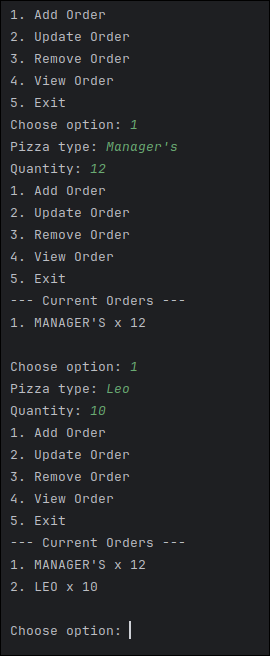 1. Add Order
2. Update Order
3. Remove Order
4. View Order
5. Exit
Choose option: 1
Pizza type: Manager's
Quantity: 12
1. Add Order
2. Update Order
3. Remove Order
4. View Order
5. Exit
--- Current Orders ---
1. MANAGER'S x 12

Choose option: 1
Pizza type: Leo
Quantity: 10
1. Add Order
2. Update Order
3. Remove Order
4. View Order
5. Exit
--- Current Orders ---
1. MANAGER'S x 12
2. LEO x 10

Choose option: